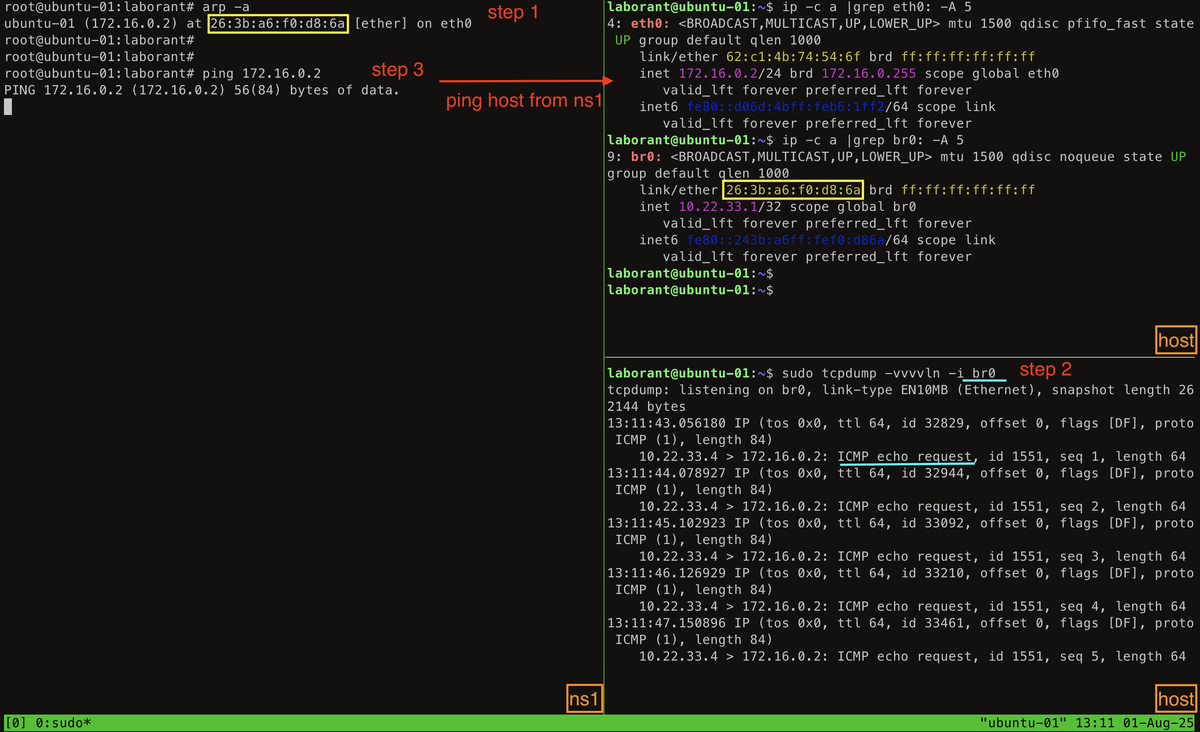 root@ubuntu-01:laborant# arp -a
ubuntu-01 (172.16.0.2) at 26:3b:a6:f0:d8:6a [ether] on eth0
root@ubuntu-01:laborant#
root@ubuntu-01:laborant#
root@ubuntu-01:laborant# ping 172.16.0.2
PING 172.16.0.2 (172.16.0.2) 56(84) bytes of data.
step 1
step 3
ping host from ns1
ns1
laborant@ubuntu-01:~$ ip -c a |grep eth0: -A 5
4: eth0: <BROADCAST,MULTICAST,UP,LOWER_UP> mtu 1500 qdisc pfifo_fast state
UP group default qlen 1000
link/ether 62:c1:4b:74:54:6f brd ff:ff:ff:ff:ff:ff
inet 172.16.0.2/24 brd 172.16.0.255 scope global eth0
valid_lft forever preferred_lft forever
inet6 fe80::d06d:4bff:feb6:1ff2/64 scope link
valid_lft forever preferred_lft forever
laborant@ubuntu-01:~$ ip -c a |grep br0: -A 5
9: br0: <BROADCAST,MULTICAST,UP,LOWER_UP> mtu 1500 qdisc noqueue state UP
group default qlen 1000
link/ether 26:3b:a6:f0:d8:6a brd ff:ff:ff:ff:ff:ff
inet 10.22.33.1/32 scope global br0
valid_lft forever preferred_lft forever
inet6 fe80::243b:a6ff:fef0:d86a/64 scope link
valid_lft forever preferred_lft forever
laborant@ubuntu-01:~$
laborant@ubuntu-01:~$
host
laborant@ubuntu-01:~$ sudo tcpdump -vvvvln -i br0
step 2
tcpdump: listening on br0, link-type EN10MB (Ethernet), snapshot length 26
2144 bytes
13:11:43.056180 IP (tos 0x0, ttl 64, id 32829, offset 0, flags [DF], proto
ICMP (1), length 84)
10.22.33.4 > 172.16.0.2: ICMP echo request, id 1551, seq 1, length 64
13:11:44.078927 IP (tos 0x0, ttl 64, id 32944, offset 0, flags [DF], proto
ICMP (1), length 84)
10.22.33.4 > 172.16.0.2: ICMP echo request, id 1551, seq 2, length 64
13:11:45.102923 IP (tos 0x0, ttl 64, id 33092, offset 0, flags [DF], proto
ICMP (1), length 84)
10.22.33.4 > 172.16.0.2: ICMP echo request, id 1551, seq 3, length 64
13:11:46.126929 IP (tos 0x0, ttl 64, id 33210, offset 0, flags [DF], proto
ICMP (1), length 84)
10.22.33.4 > 172.16.0.2: ICMP echo request, id 1551, seq 4, length 64
13:11:47.150896 IP (tos 0x0, ttl 64, id 33461, offset 0, flags [DF], proto
ICMP (1), length 84)
10.22.33.4 > 172.16.0.2: ICMP echo request, id 1551, seq 5, length 64
host
[0] 0:sudo*
"ubuntu-01" 13:11 01-Aug-25